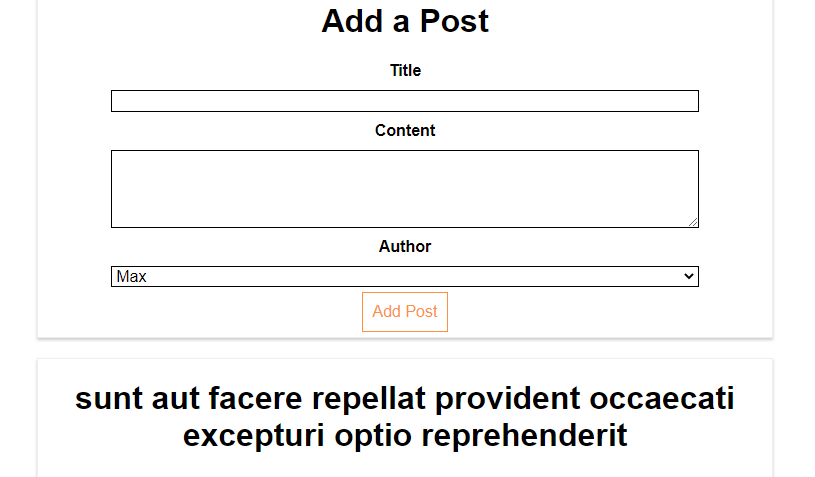 Add a Post
Title
Content
Author
Max
Add Post
sunt aut facere repellat provident occaecati
excepturi optio reprehenderit